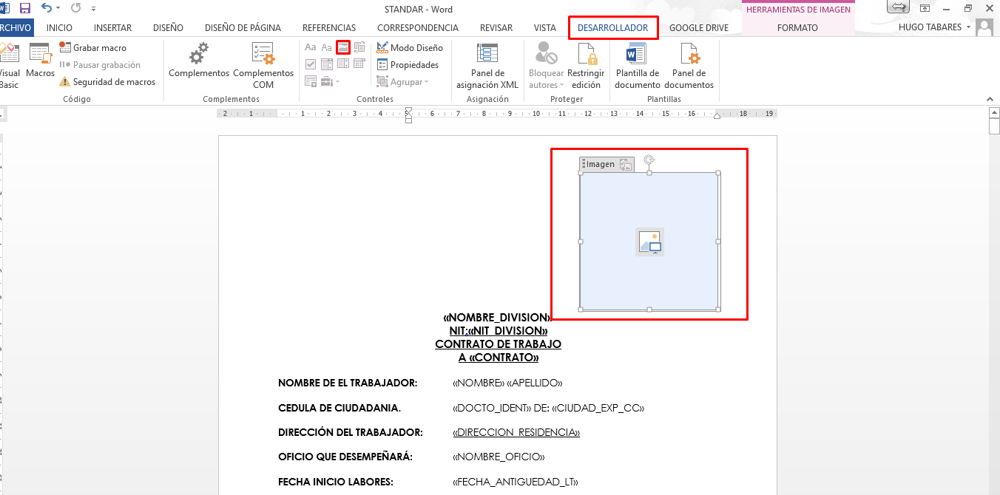 STANDAR - Word
HERRAMIENTAS DE IMAGEN
ARCHIVO INICIO INSERTAR DISEÑO DISEÑO DE PÁGINA REFERENCIAS CORRESPONDENCIA REVISAR VISTA DESARROLLADOR GOOGLE DRIVE FORMATO HUGO TABARES
Visual Basic
Macros
Grabar macro
Pausar grabación
Seguridad de macros
Código
Complementos
Complementos COM
Complementos
Aa Aa
Modo Diseño
Propiedades
Agrupar
Controles
Panel de
asignación XML
Asignación
Bloquear
autores
Restringir
edición
Proteger
Plantilla de
documento
Panel de
documentos
Plantillas
2 1 1 2 3 4 5 6 7 8 9 10 11 12 13 14 15 16 18 19
Imagen
«NOMBRE_DIVISION»
NIT:«NIT_DIVISION»
CONTRATO DE TRABAJO
A «CONTRATO»
NOMBRE DE EL TRABAJADOR: «NOMBRE» «APELLIDO»
CEDULA DE CIUDADANIA. «DOCTO_IDENT» DE: «CIUDAD_EXP_CC»
DIRECCIÓN DEL TRABAJADOR: «DIRECCION_RESIDENCIA»
OFICIO QUE DESEMPEÑARÁ: «NOMBRE_OFICIO»
FECHA INICIO LABORES: «FECHA_ANTIGUEDAD_LT»